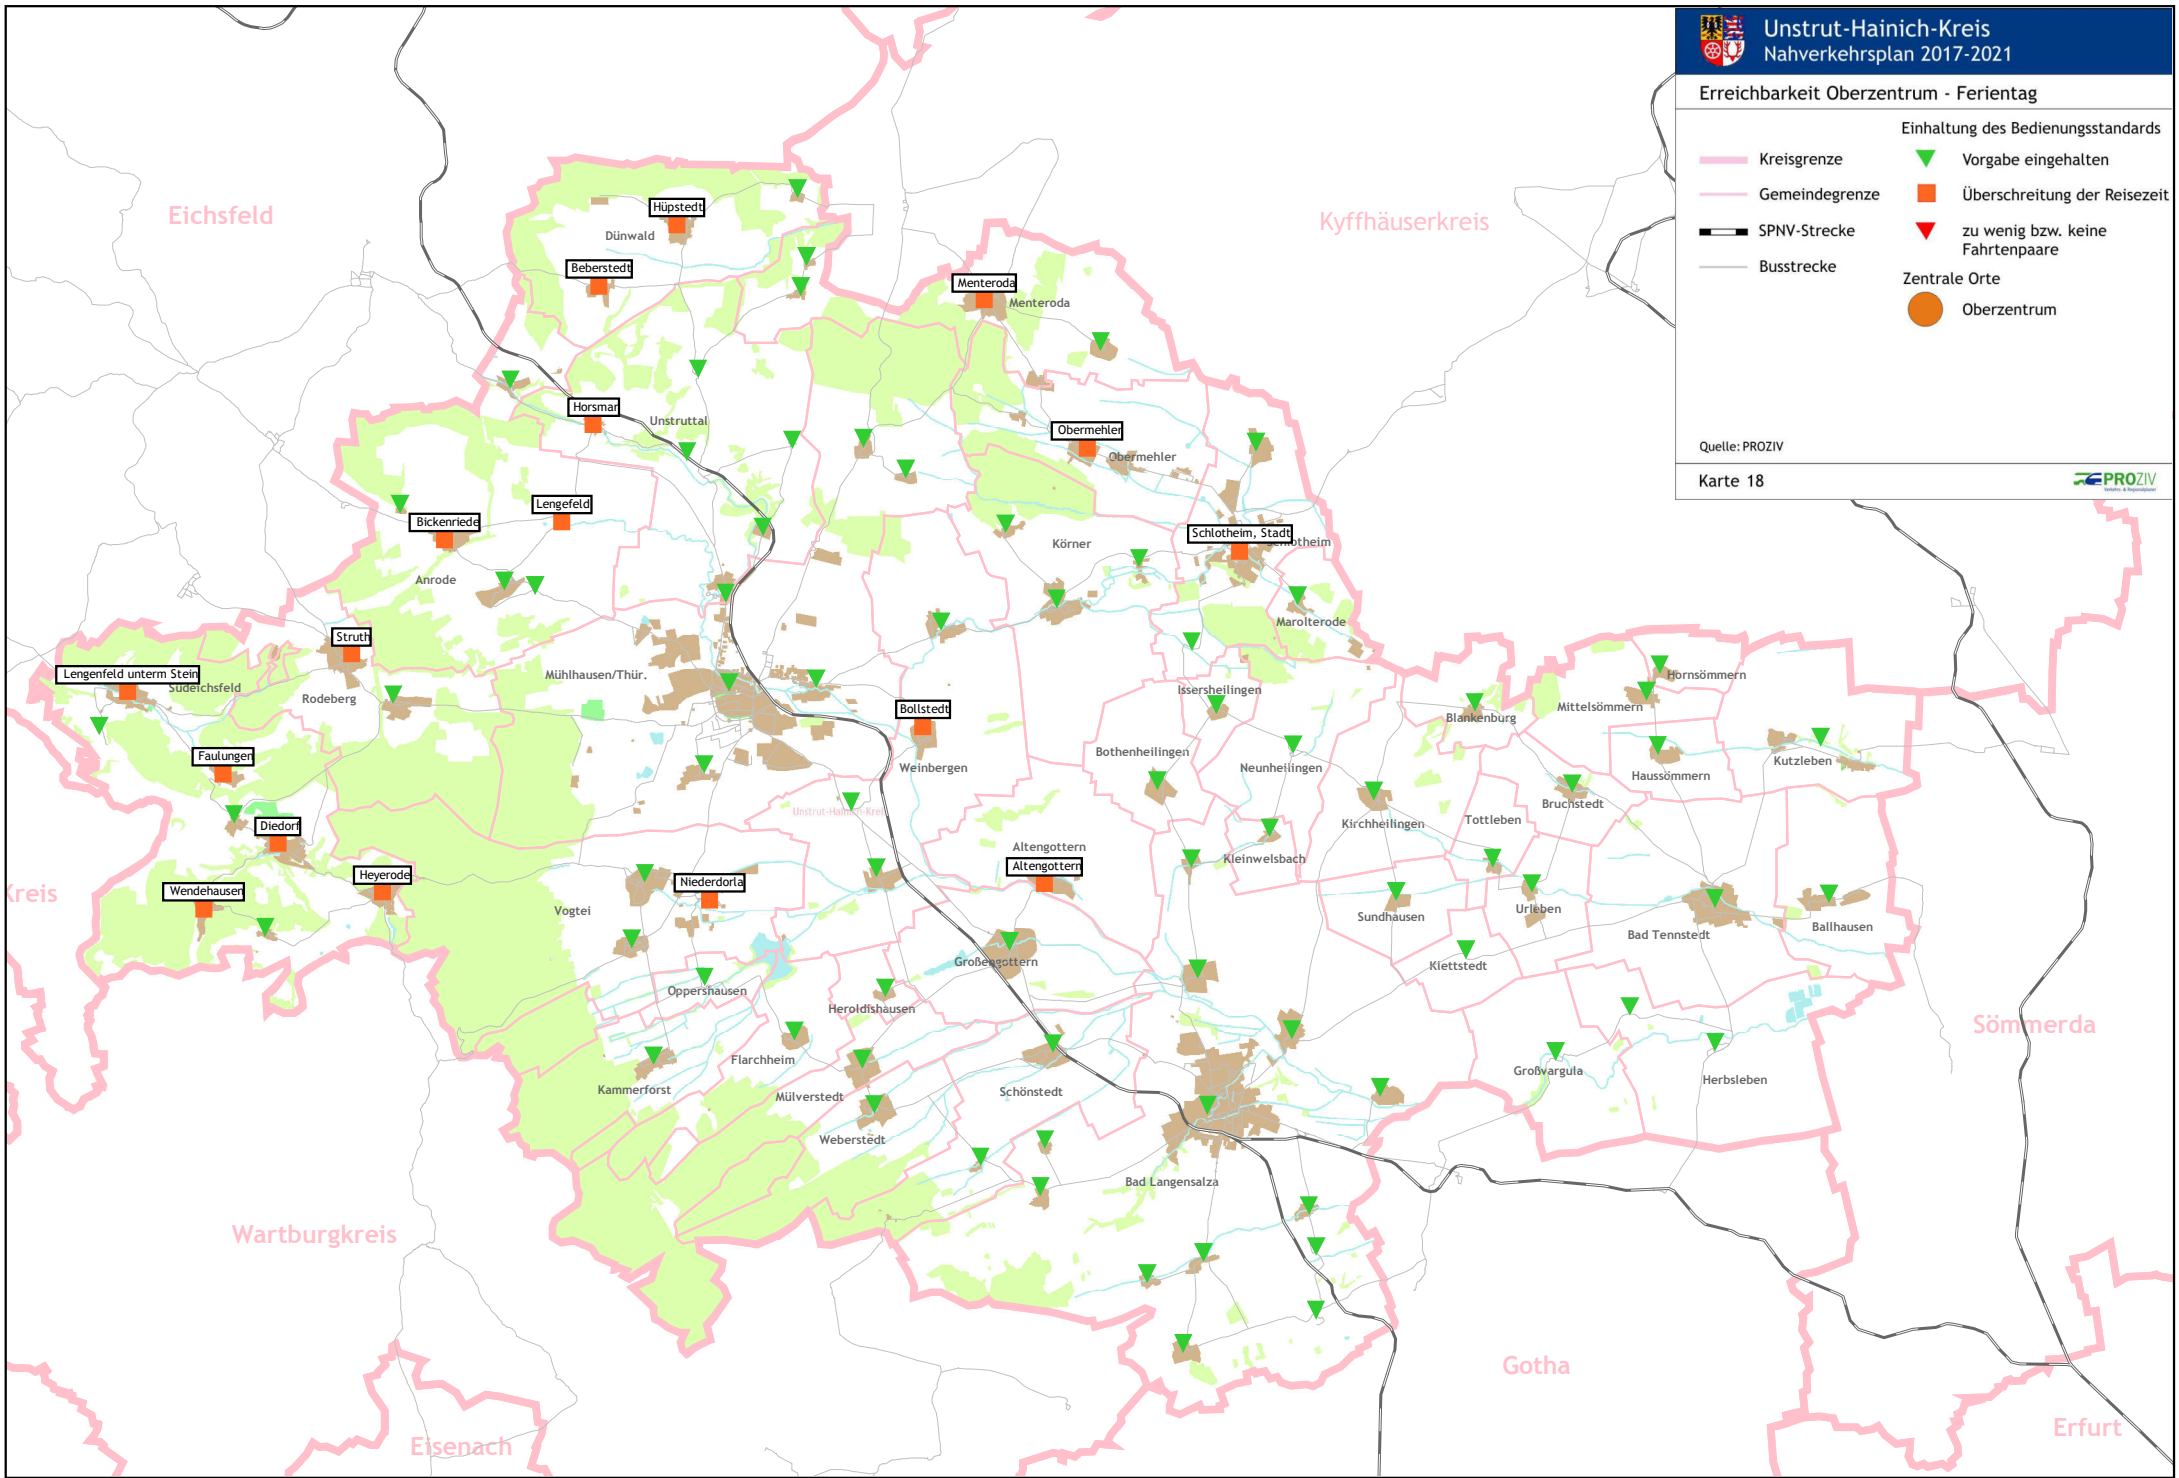 Unstrut-Hainich-Kreis
Nahverkehrsplan 2017-2021
Erreichbarkeit Oberzentrum - Ferientag
Einhaltung des Bedienungsstandards
Kreisgrenze
Vorgabe eingehalten
Gemeindegrenze
Überschreitung der Reisezeit
SPNV-Strecke
zu wenig bzw. keine
Fahrtenpaare
Busstrecke
Zentrale Orte
Oberzentrum
Quelle: PROZIV
Karte 18
PROZIV
Eichsfeld
Kyffhäuserkreis
Hüpstedt
Dünwald
Beberstedt
Menteroda
Menteroda
Horsmar
Unstruttal
Obermehler
Obermehler
Lengefeld
Bickenriede
Schlotheim, Stadt
Körner
Anrode
Marolterode
Struth
Lengenfeld unterm Stein
Südeichsfeld
Rodeberg
Mühlhausen/Thür.
Issersheilingen
Hornsömmern
Mittelsömmern
Blankenburg
Bollstedt
Faulungen
Weinbergen
Bothenheilingen
Neunheilingen
Haussömmern
Kutzleben
Bruchstedt
Unstrut-Hainich-Kreis
Diedorf
Kirchheilingen
Tottleben
Altengottern
Altengottern
Kleinwelsbach
Heyerode
Wendehausen
Niederdorla
Kreis
Vogtei
Sundhausen
Urleben
Bad Tennstedt
Ballhausen
Großengottern
Klettstedt
Oppershausen
Heroldishausen
Sömmerda
Flarchheim
Kammerforst
Mülverstedt
Schönstedt
Großvargula
Herbsleben
Weberstedt
Bad Langensalza
Wartburgkreis
Gotha
Eisenach
Erfurt